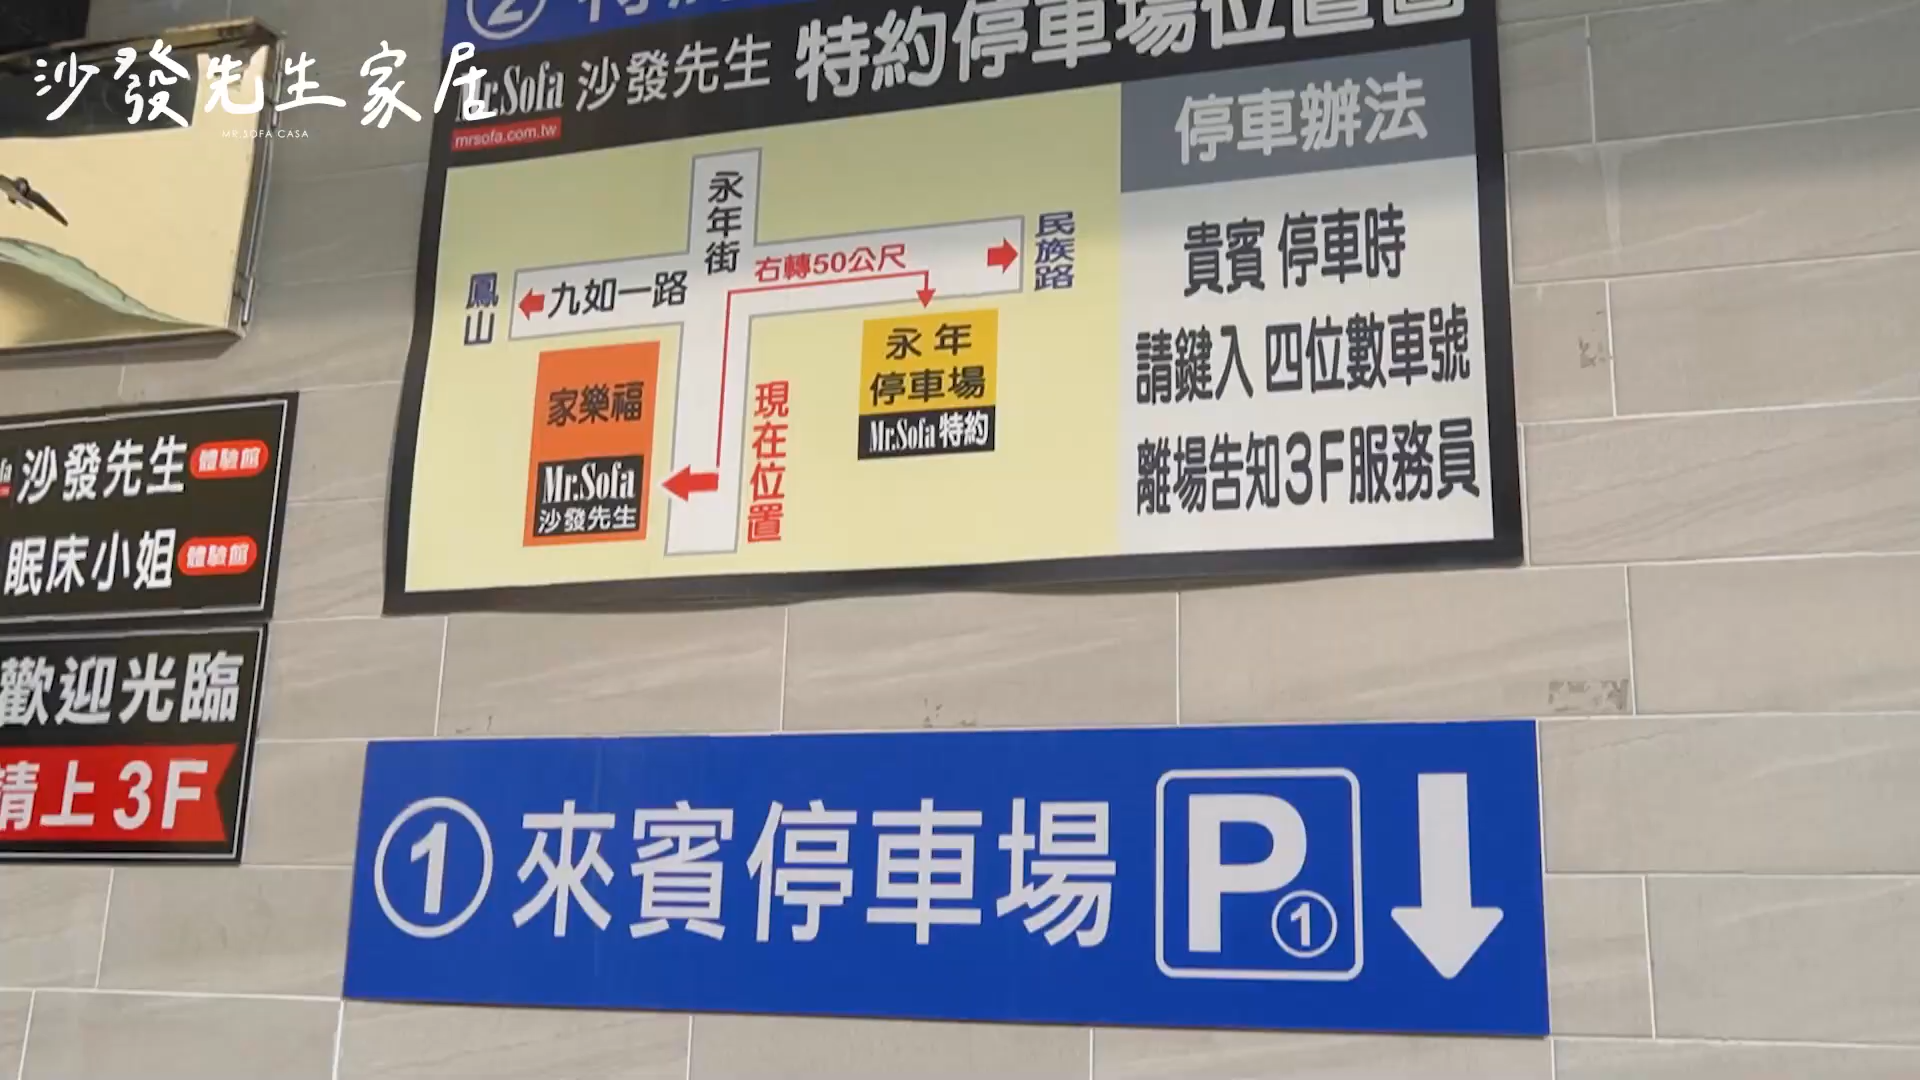 沙發先生家居
MR.SOFA CASA
②
Mr.Sofa 沙發先生 特約停車場位置圖
mrsofa.com.tw
停車辦法
貴賓 停車時
請鍵入 四位數車號
離場告知3F服務員
永年街
右轉50公尺
民族路
鳳山
九如一路
家樂福
Mr.Sofa
沙發先生
現在位置
永年
停車場
Mr.Sofa 特約
沙發先生 體驗館
眠床小姐 體驗館
歡迎光臨
請上3F
① 來賓停車場 P ①